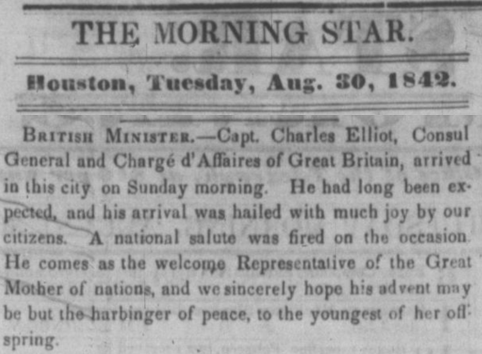 THE MORNING STAR.
Houston, Tuesday, Aug. 30, 1842.
BRITISH MINISTER.—Capt. Charles Elliot, Consul
General and Chargé d'Affaires of Great Britain, arrived
in this city on Sunday morning. He had long been ex-
pected, and his arrival was hailed with much joy by our
citizens. A national salute was fired on the occasion
He comes as the welcome Representative of the Great
Mother of nations, and we sincerely hope his advent may
be but the harbinger of peace, to the youngest of her off-
spring.